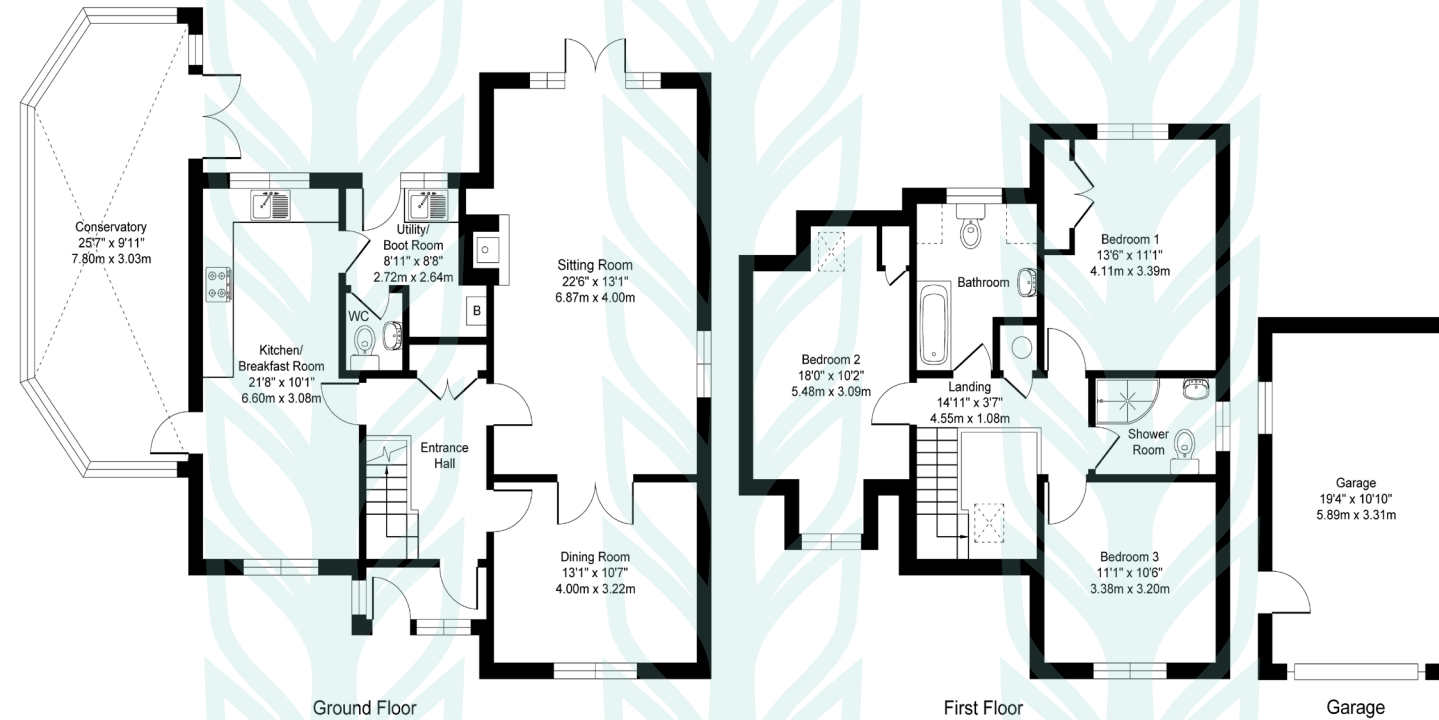 Conservatory
25'7" x 9'11"
7.80m x 3.03m
Utility/
Boot Room
8'11" x 8'8"
2.72m x 2.64m
WC
B
Kitchen/
Breakfast Room
21'8" x 10'1"
6.60m x 3.08m
Sitting Room
22'6" x 13'1"
6.87m x 4.00m
Entrance
Hall
Dining Room
13'1" x 10'7"
4.00m x 3.22m
Ground Floor
Bedroom 1
13'6" x 11'1"
4.11m x 3.39m
Bathroom
Bedroom 2
18'0" x 10'2"
5.48m x 3.09m
Landing
14'11" x 3'7"
4.55m x 1.08m
Shower
Room
Bedroom 3
11'1" x 10'6"
3.38m x 3.20m
First Floor
Garage
19'4" x 10'10"
5.89m x 3.31m
Garage